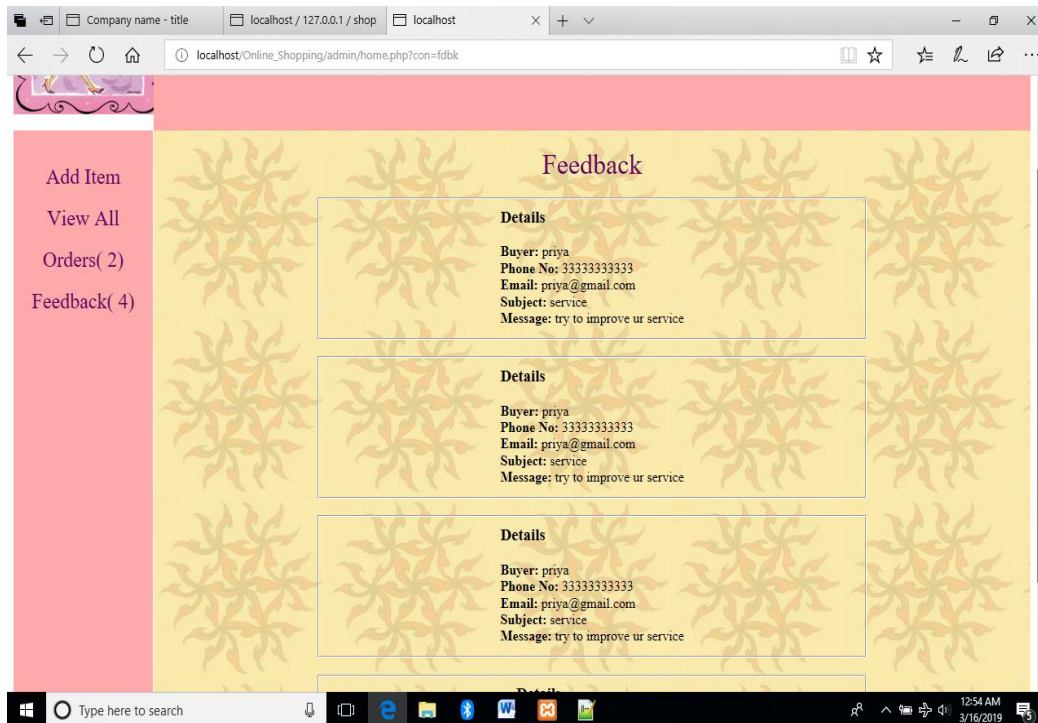 Company name - title
localhost / 127.0.0.1 / shop
localhost
localhost/Online_Shopping/admin/home.php?con=fdbk
Add Item
View All
Orders( 2)
Feedback( 4)
Feedback
Details
Buyer: priya
Phone No: 33333333333
Email: priya@gmail.com
Subject: service
Message: try to improve ur service
Details
Buyer: priya
Phone No: 33333333333
Email: priya@gmail.com
Subject: service
Message: try to improve ur service
Details
Buyer: priya
Phone No: 33333333333
Email: priya@gmail.com
Subject: service
Message: try to improve ur service
Details
Type here to search
12:54 AM
3/16/2019